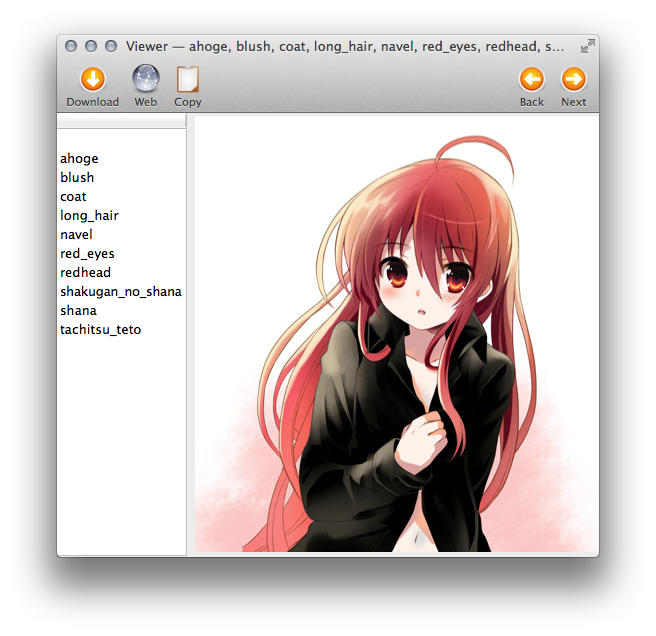 Viewer — ahoge, blush, coat, long_hair, navel, red_eyes, redhead, s...
Download Web Copy Back Next
ahoge
blush
coat
long_hair
navel
red_eyes
redhead
shakugan_no_shana
shana
tachitsu_teto